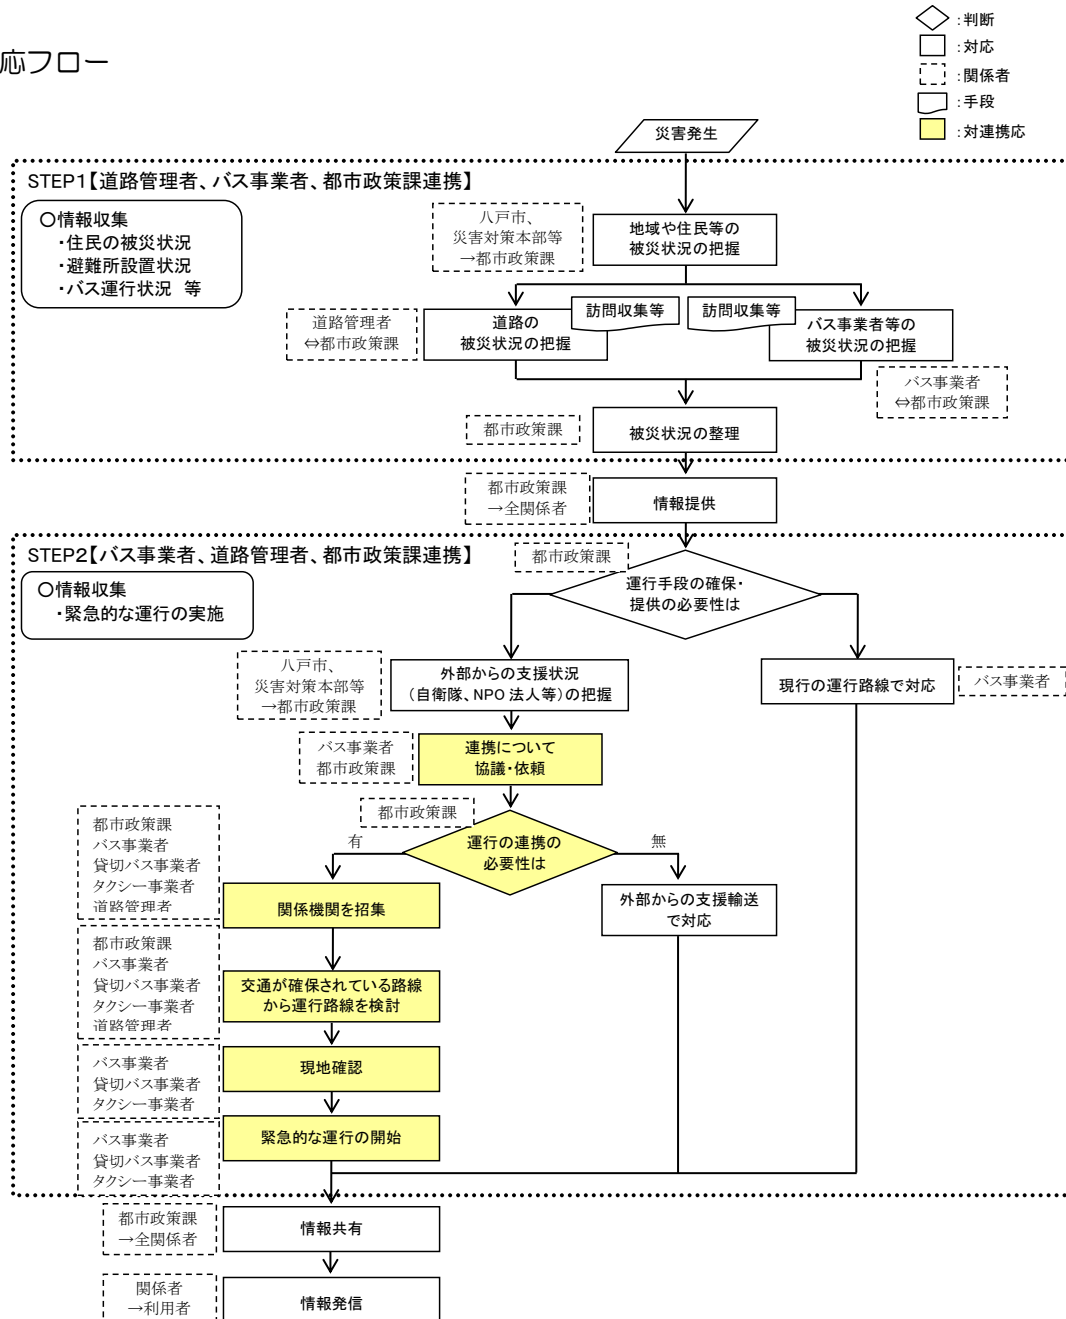 応フロー
:判断
:対応
:関係者
:手段
:対連携応
災害発生
STEP1【道路管理者、バス事業者、都市政策課連携】
○情報収集
・住民の被災状況
・避難所設置状況
・バス運行状況 等
八戸市、
災害対策本部等
→都市政策課
地域や住民等の
被災状況の把握
道路管理者
⇔都市政策課
道路の
被災状況の把握
訪問収集等
訪問収集等
バス事業者等の
被災状況の把握
バス事業者
⇔都市政策課
都市政策課
被災状況の整理
都市政策課
→全関係者
情報提供
STEP2【バス事業者、道路管理者、都市政策課連携】
○情報収集
・緊急的な運行の実施
都市政策課
運行手段の確保・
提供の必要性は
八戸市、
災害対策本部等
→都市政策課
外部からの支援状況
(自衛隊、NPO 法人等)の把握
現行の運行路線で対応
バス事業者
バス事業者
都市政策課
連携について
協議・依頼
都市政策課
運行の連携の
必要性は
有
無
都市政策課
バス事業者
貸切バス事業者
タクシー事業者
道路管理者
関係機関を招集
外部からの支援輸送
で対応
都市政策課
バス事業者
貸切バス事業者
タクシー事業者
道路管理者
交通が確保されている路線
から運行路線を検討
バス事業者
貸切バス事業者
タクシー事業者
現地確認
バス事業者
貸切バス事業者
タクシー事業者
緊急的な運行の開始
都市政策課
→全関係者
情報共有
関係者
→利用者
情報発信